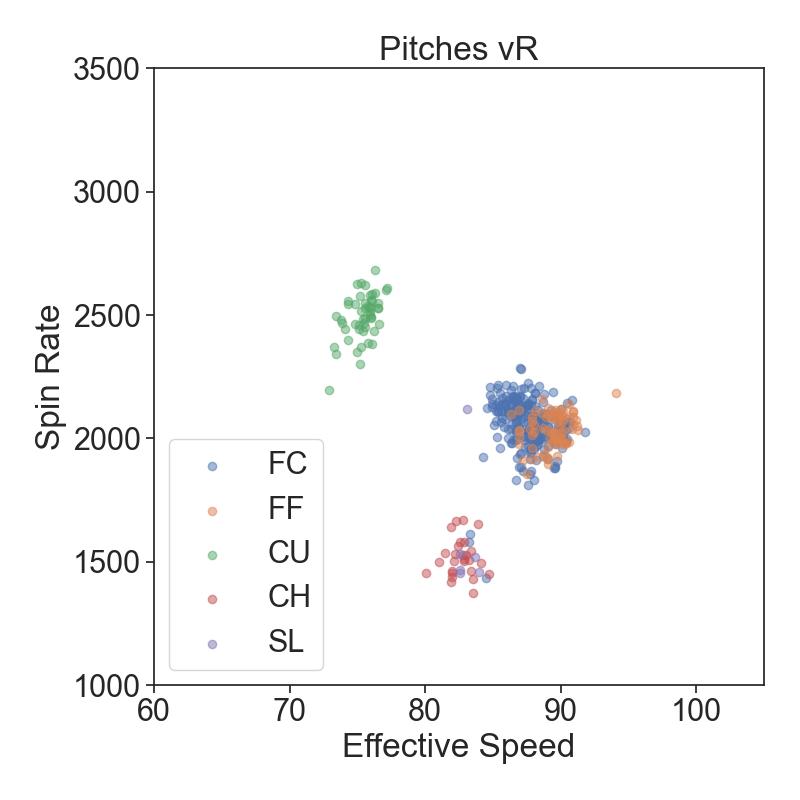 Pitches vR
3500
3000
2500
2000
1500
1000
Spin Rate
FC
FF
CU
CH
SL
60 70 80 90 100
Effective Speed